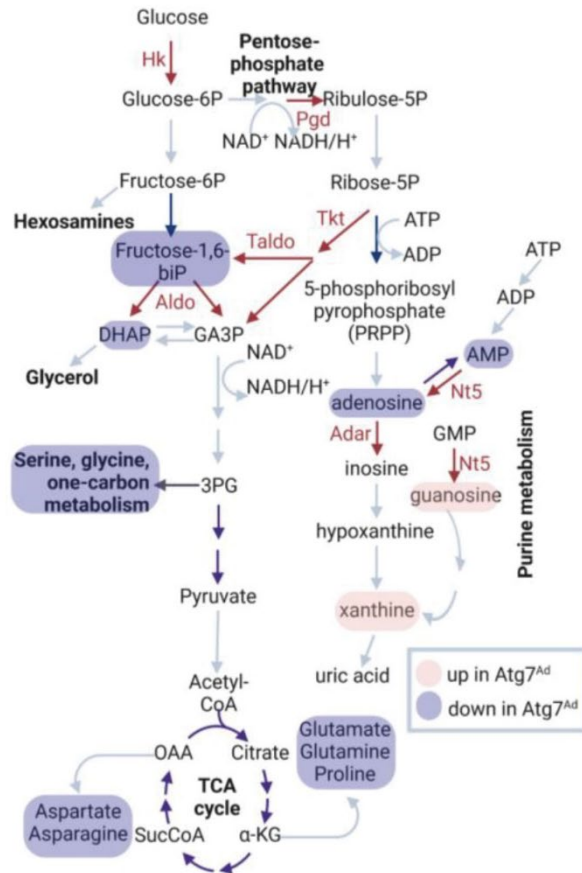 Glucose
Hk
Pentose-
phosphate
pathway
Glucose-6P
Ribulose-5P
Pgd
NAD⁺ NADH/H⁺
Fructose-6P
Ribose-5P
Hexosamines
Tkt
ATP
Taldo
ADP
Fructose-1,6-
biP
ATP
Aldo
5-phosphoribosyl
pyrophosphate
(PRPP)
ADP
DHAP
GA3P
AMP
NAD⁺
Glycerol
NADH/H⁺
adenosine
Nt5
Adar
GMP
Serine, glycine,
one-carbon
metabolism
3PG
inosine
Nt5
guanosine
Purine metabolism
hypoxanthine
Pyruvate
xanthine
uric acid
up in Atg7ᴬᵈ
down in Atg7ᴬᵈ
Acetyl-
CoA
Glutamate
Glutamine
Proline
OAA
Citrate
TCA
cycle
Aspartate
Asparagine
SucCoA
α-KG